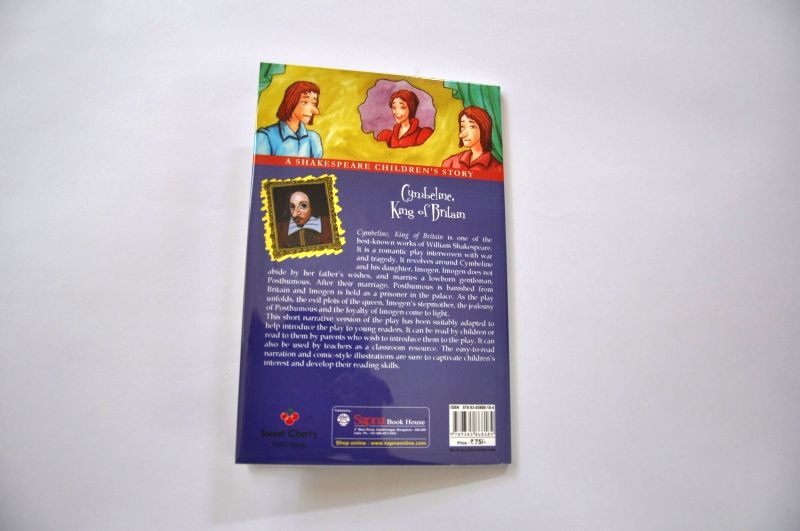 A SHAKESPEARE CHILDREN'S STORY
Cymbeline,
King of Britain
Cymbeline, King of Britain is one of the
best-known works of William Shakespeare.
It is a romantic play interwoven with war
and tragedy. It revolves around Cymbeline
and his daughter, Imogen. Imogen does not
abide by her father's wishes, and marries a lowborn gentleman,
Posthumous. After their marriage, Posthumous is banished from
Britain and Imogen is held as a prisoner in the palace. As the play
unfolds, the evil plots of the queen, Imogen's stepmother, the jealousy
of Posthumous and the loyalty of Imogen come to light.
This short narrative version of the play has been suitably adapted to
help introduce the play to young readers. It can be read by children or
read to them by parents who wish to introduce them to the play. It can
also be used by teachers as a classroom resource. The easy-to-read
narration and comic-style illustrations are sure to captivate children's
interest and develop their reading skills.
Sweet Cherry
Publishing
Sapna Book House
Shop online : www.sapnaonline.com
ISBN
Price : ₹ 75/-